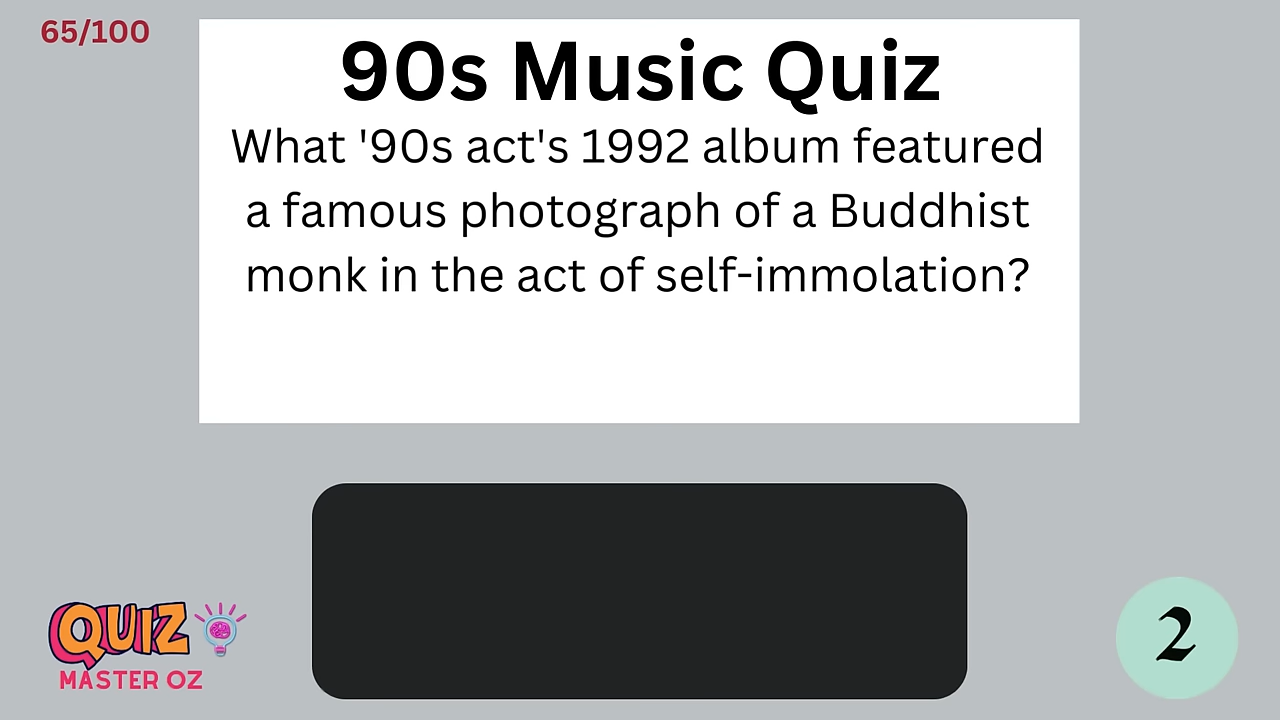 65/100
90s Music Quiz
What '90s act's 1992 album featured
a famous photograph of a Buddhist
monk in the act of self-immolation?
QUIZ
MASTER OZ
2